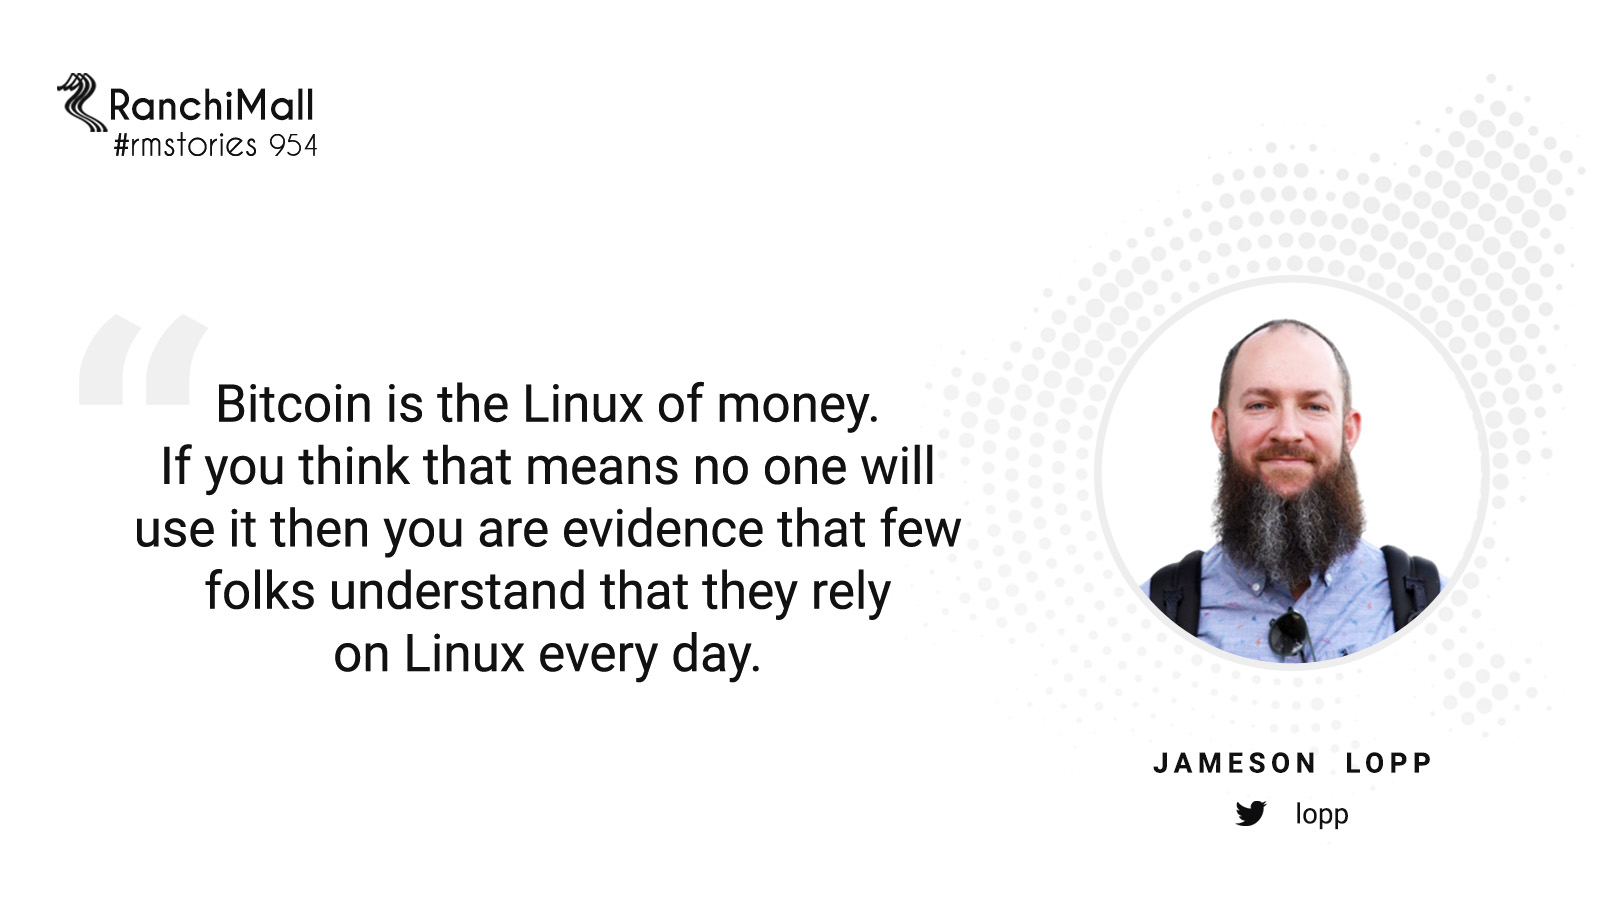 RanchiMall
#rmstories 954
Bitcoin is the Linux of money.
If you think that means no one will
use it then you are evidence that few
folks understand that they rely
on Linux every day.
JAMESON LOPP
lopp